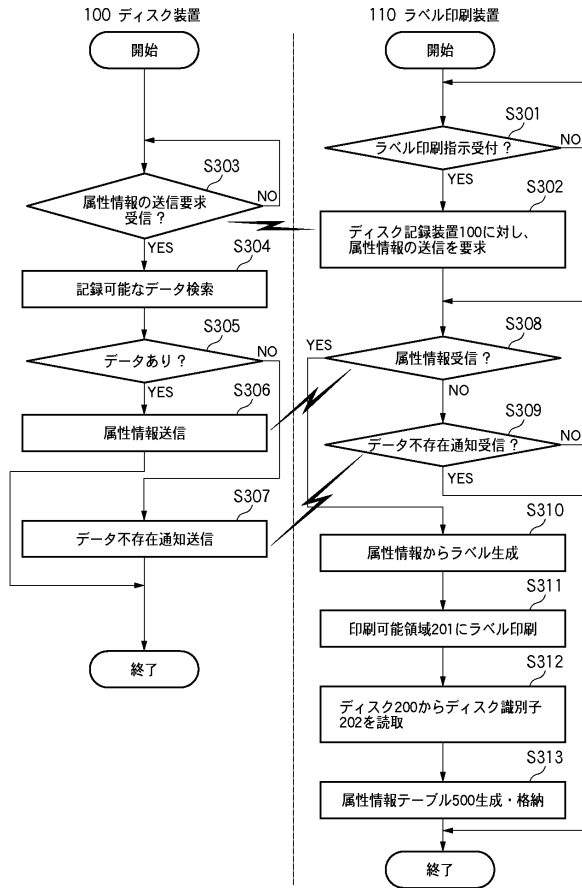 100 ディスク装置
開始
S303
属性情報の送信要求
受信？
NO
YES
S304
記録可能なデータ検索
S305
データあり？
NO
YES
S306
属性情報送信
S307
データ不存在通知送信
終了
110 ラベル印刷装置
開始
S301
ラベル印刷指示受付？
NO
YES
S302
ディスク記録装置100に対し、
属性情報の送信を要求
S308
YES
属性情報受信？
NO
S309
データ不存在通知受信？
NO
YES
S310
属性情報からラベル生成
S311
印刷可能領域201にラベル印刷
S312
ディスク200からディスク識別子
202を読取
S313
属性情報テーブル500生成・格納
終了